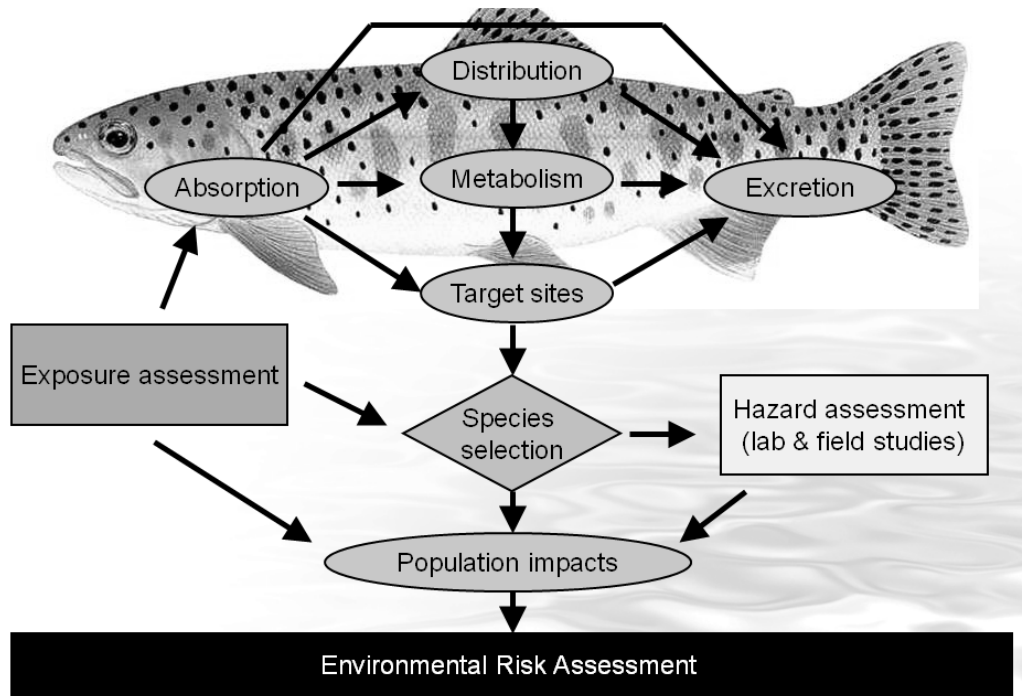 Distribution
Absorption
Metabolism
Excretion
Target sites
Exposure assessment
Species
selection
Hazard assessment
(lab & field studies)
Population impacts
Environmental Risk Assessment